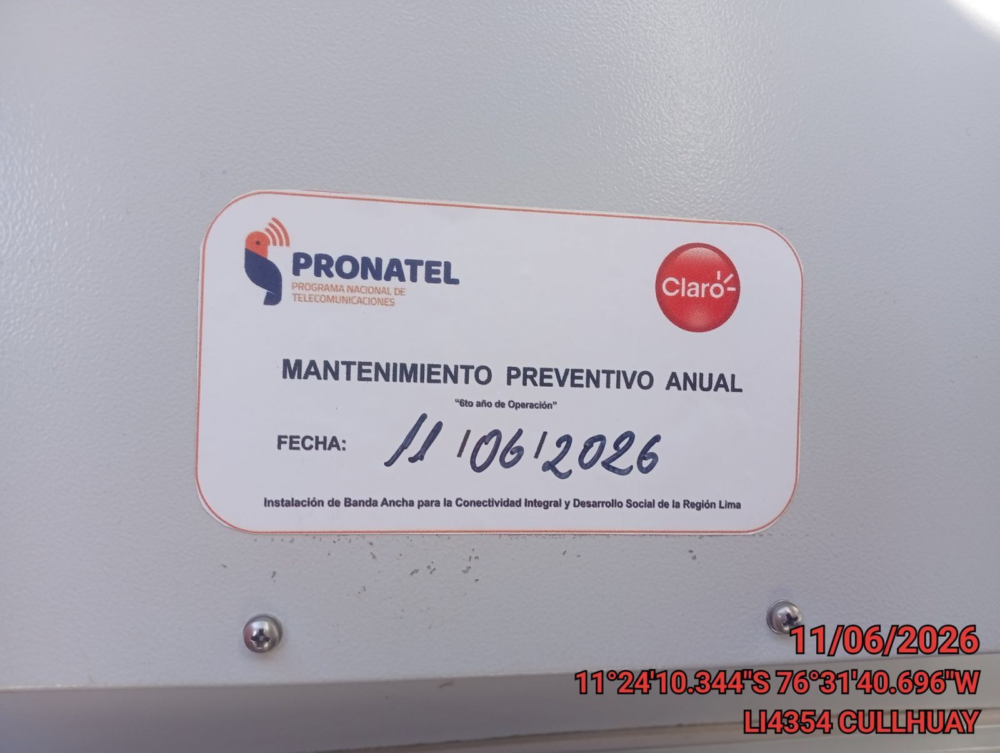 PRONATEL
PROGRAMA NACIONAL DE
TELECOMUNICACIONES
Claro
MANTENIMIENTO PREVENTIVO ANUAL
"6to año de Operación"
FECHA: 11/06/2026
Instalación de Banda Ancha para la Conectividad Integral y Desarrollo Social de la Región Lima
11/06/2026
11°24'10.344"S 76°31'40.696"W
LI4354 CULLHUAY